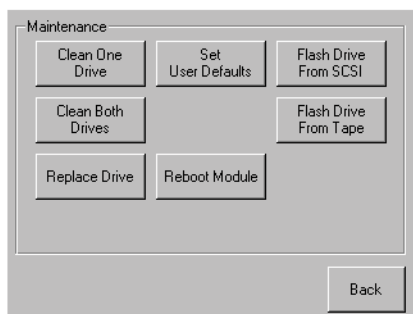 Maintenance
Clean One
Drive
Set
User Defaults
Flash Drive
From SCSI
Clean Both
Drives
Flash Drive
From Tape
Replace Drive
Reboot Module
Back